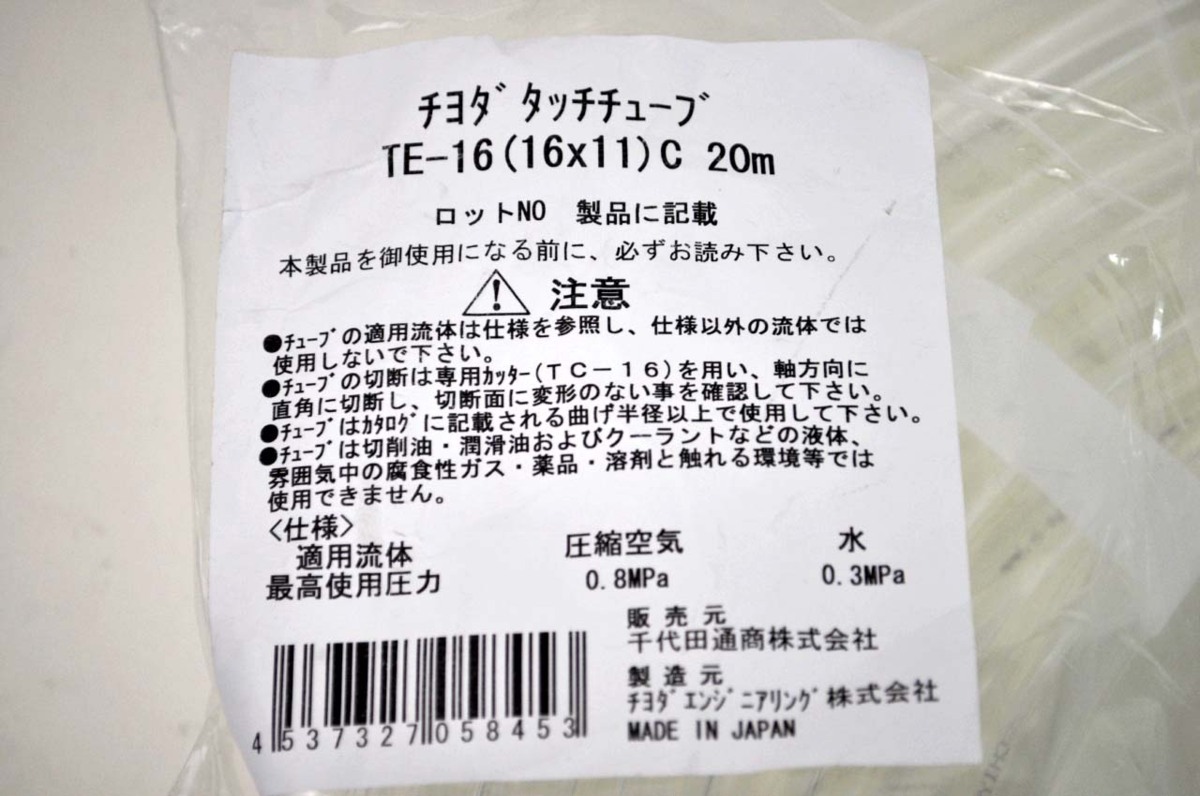 ﾁﾖﾀﾞ ﾀｯﾁﾁｭｰﾌﾞ
TE-16(16x11)C 20m
ロットNO 製品に記載
本製品を御使用になる前に、必ずお読み下さい。
注意
●ﾁｭｰﾌﾞの適用流体は仕様を参照し、仕様以外の流体では
使用しないで下さい。
●ﾁｭｰﾌﾞの切断は専用ｶｯﾀｰ(TC-16)を用い、軸方向に
直角に切断し、切断面に変形のない事を確認して下さい。
●ﾁｭｰﾌﾞはｶﾀﾛｸﾞに記載される曲げ半径以上で使用して下さい。
●ﾁｭｰﾌﾞは切削油・潤滑油およびクーラントなどの液体、
雰囲気中の腐食性ガス・薬品・溶剤と触れる環境等では
使用できません。
<仕様>
適用流体 圧縮空気 水
最高使用圧力 0.8MPa 0.3MPa
販売元
千代田通商株式会社
製造元
ﾁﾖﾀﾞｴﾝｼﾞﾆｱﾘﾝｸﾞ株式会社
MADE IN JAPAN
4537327058453